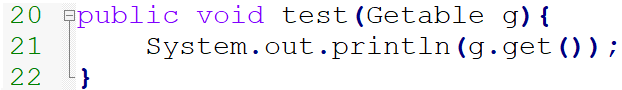 20 public void test(Getable g){
21 System.out.println(g.get());
22 }